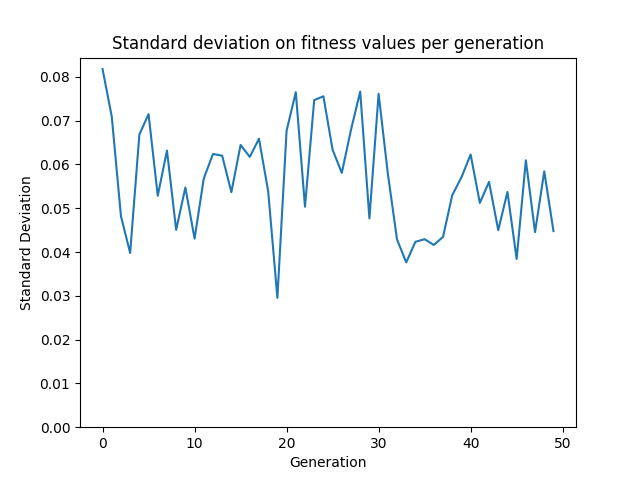 Standard deviation on fitness values per generation
0.08
0.07
0.06
0.05
0.04
0.03
0.02
0.01
0.00
Standard Deviation
0 10 20 30 40 50
Generation